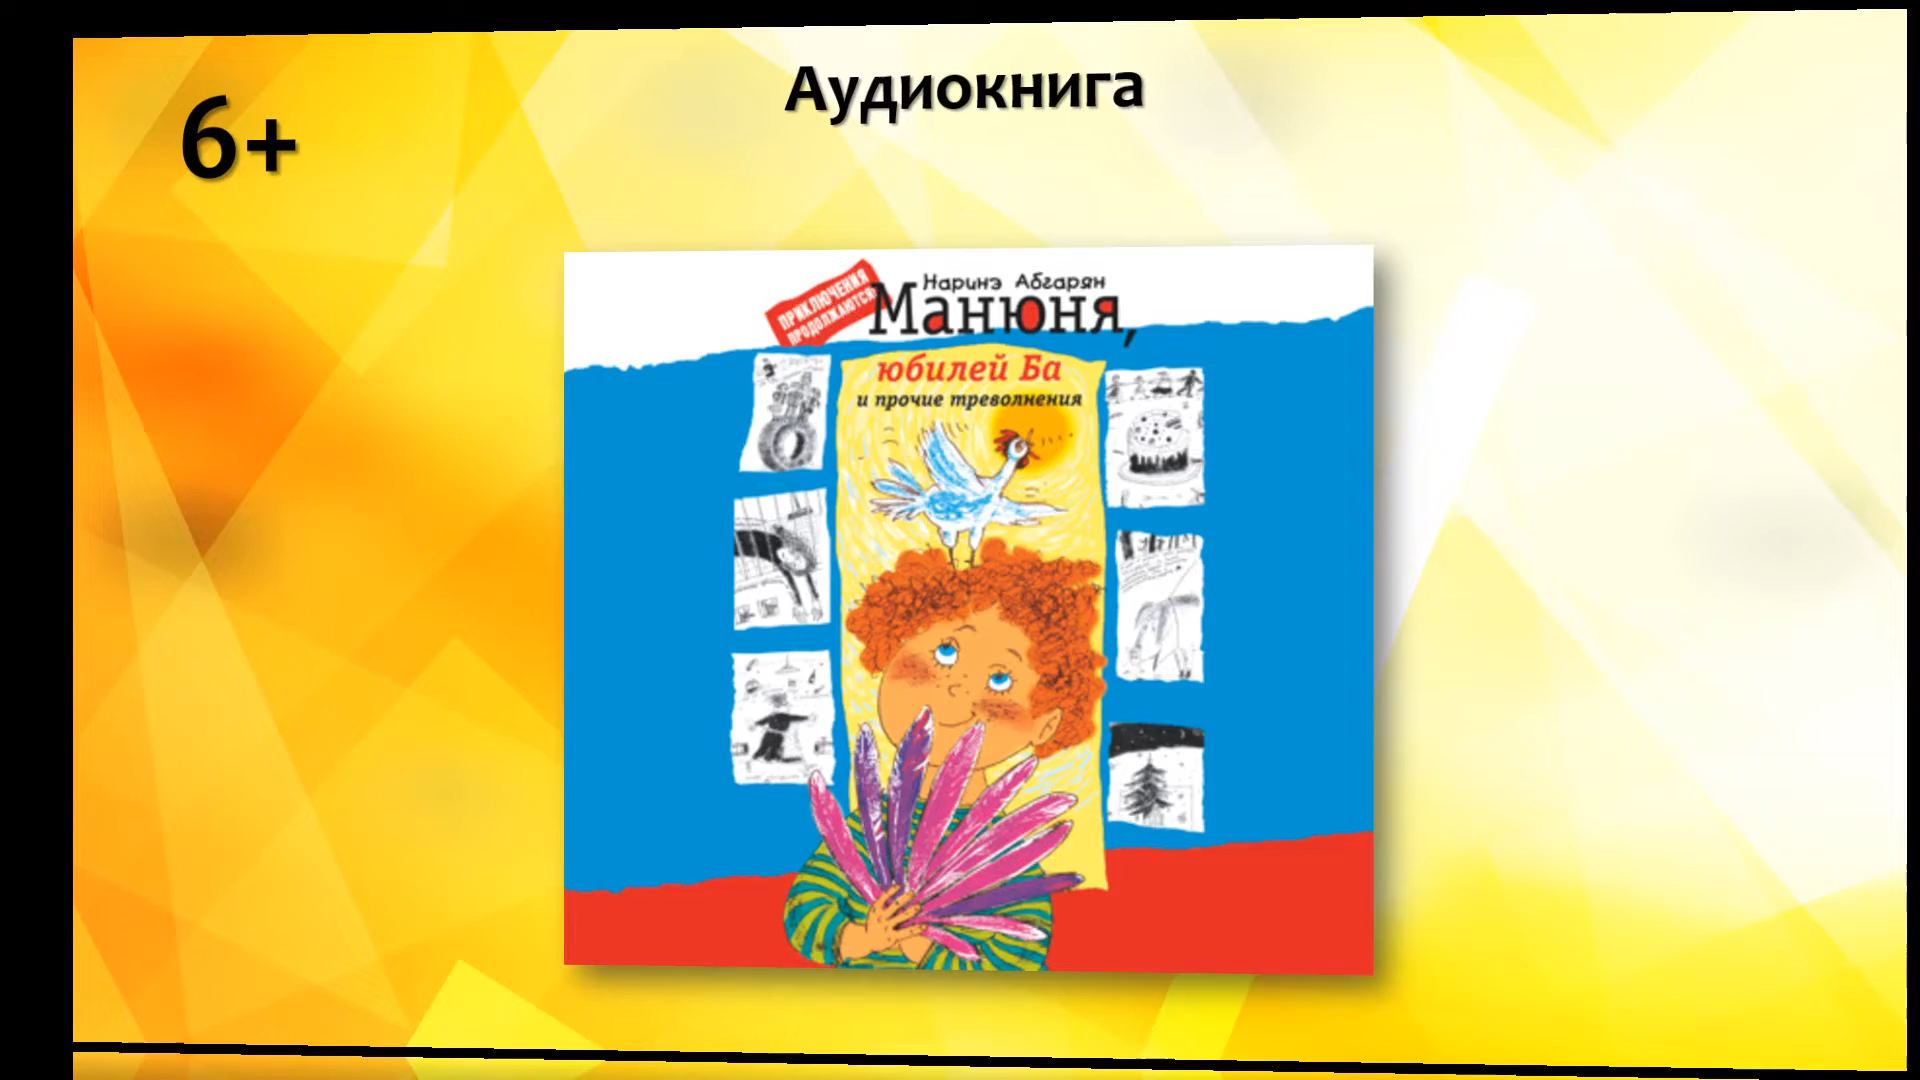 Аудиокнига
6+
Наринэ Абгарян
ПРИКЛЮЧЕНИЯ
ПРОДОЛЖАЮТСЯ!
Манюня,
юбилей Ба
и прочие треволнения